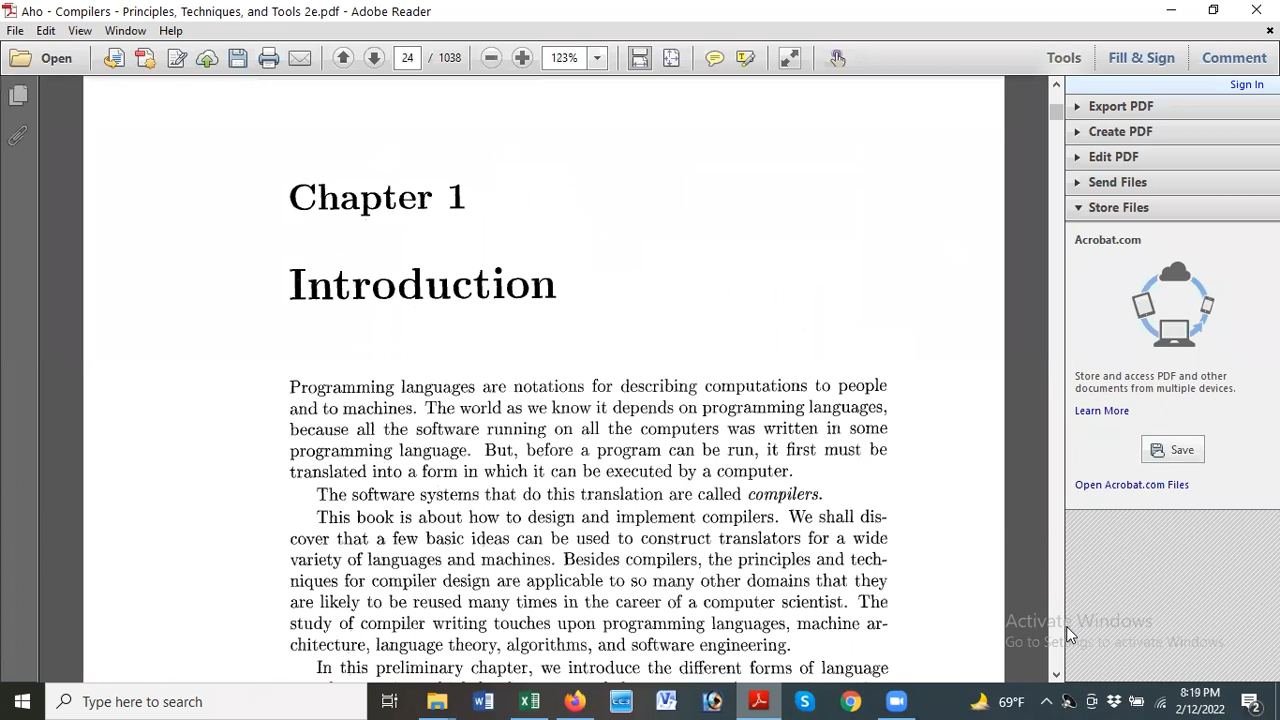 Aho - Compilers - Principles, Techniques, and Tools 2e.pdf - Adobe Reader
File Edit View Window Help
Open 24 / 1038 123% Tools Fill & Sign Comment
Sign In
Export PDF
Create PDF
Edit PDF
Send Files
Store Files
Acrobat.com
Store and access PDF and other
documents from multiple devices.
Learn More
Save
Open Acrobat.com Files
Chapter 1
Introduction
Programming languages are notations for describing computations to people
and to machines. The world as we know it depends on programming languages,
because all the software running on all the computers was written in some
programming language. But, before a program can be run, it first must be
translated into a form in which it can be executed by a computer.
The software systems that do this translation are called compilers.
This book is about how to design and implement compilers. We shall dis-
cover that a few basic ideas can be used to construct translators for a wide
variety of languages and machines. Besides compilers, the principles and tech-
niques for compiler design are applicable to so many other domains that they
are likely to be reused many times in the career of a computer scientist. The
study of compiler writing touches upon programming languages, machine ar-
chitecture, language theory, algorithms, and software engineering.
In this preliminary chapter, we introduce the different forms of language
Activate Windows
Go to Settings to activate Windows.
Type here to search
69°F
8:19 PM
2/12/2022
2